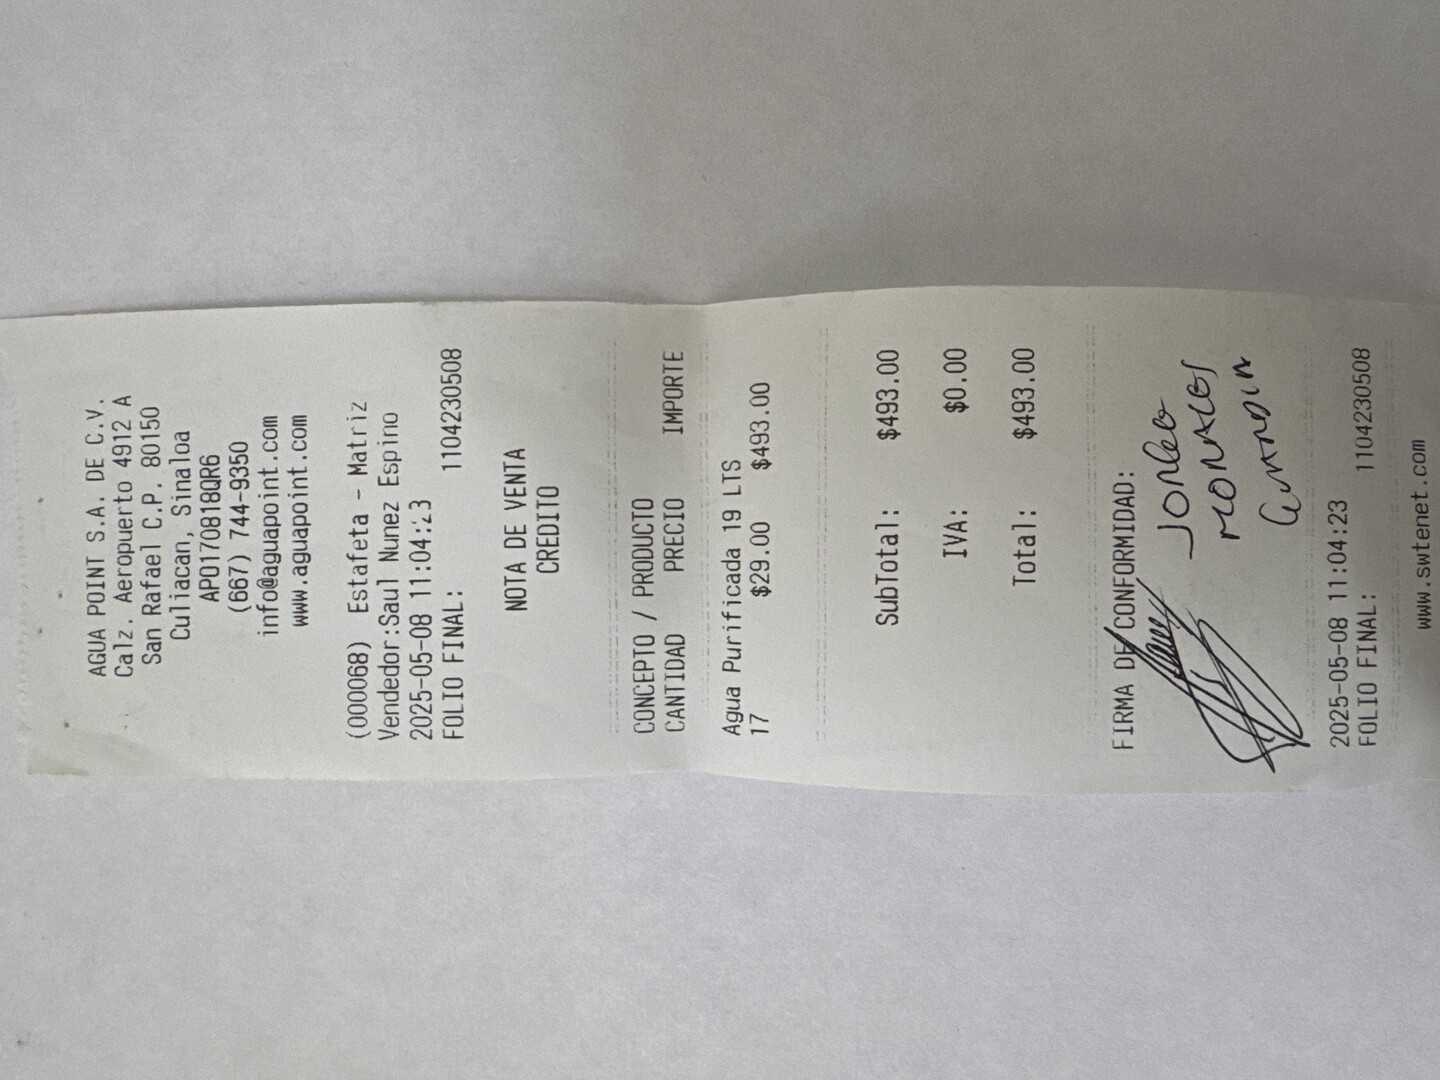 AGUA POINT S.A. DE C.V.
Calz. Aeropuerto 4912 A
San Rafael C.P. 80150
Culiacan, Sinaloa
APO170818QR6
(667) 744-9350
info@aguapoint.com
www.aguapoint.com
(000068) Estafeta - Matriz
Vendedor:Saul Nunez Espino
2025-05-08 11:04:23
FOLIO FINAL: 1104230508
NOTA DE VENTA
CREDITO
CONCEPTO / PRODUCTO
CANTIDAD PRECIO IMPORTE
Agua Purificada 19 LTS
17 $29.00 $493.00
SubTotal: $493.00
IVA: $0.00
Total: $493.00
FIRMA DE CONFORMIDAD:
2025-05-08 11:04:23
FOLIO FINAL: 1104230508
www.swtenet.com